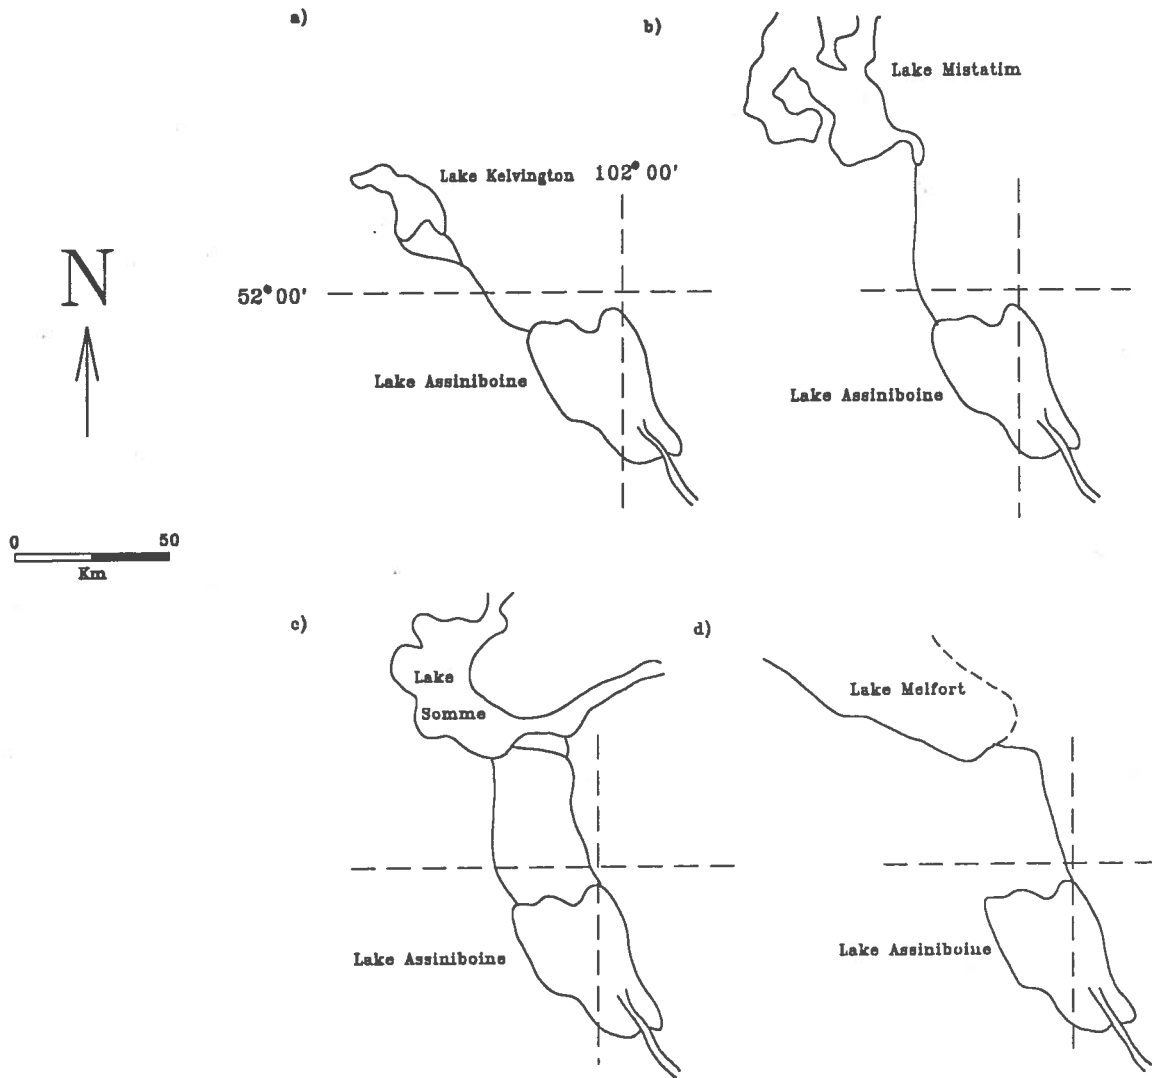 a)
b)
Lake Mistatim
Lake Kelvington 102°00'
N
52°00'
Lake Assiniboine
Lake Assiniboine
0 50
Km
c)
d)
Lake
Somme
Lake Melfort
Lake Assiniboine
Lake Assiniboine